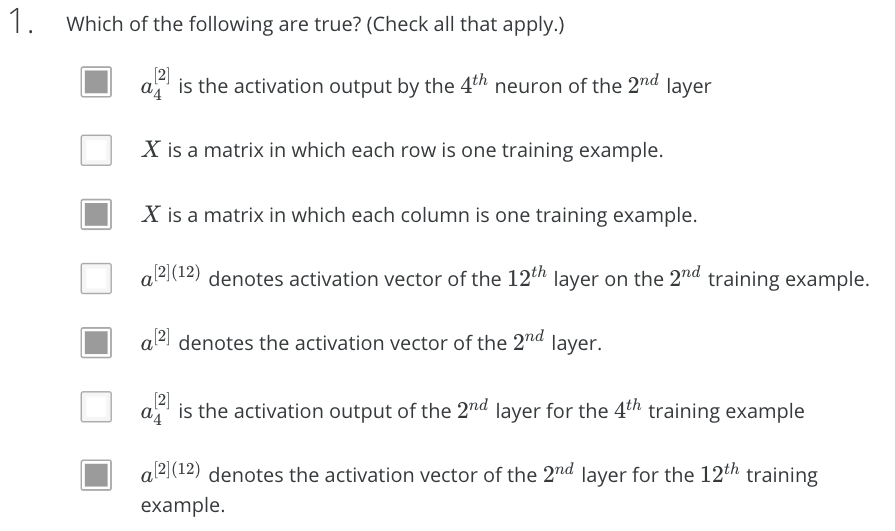 1. Which of the following are true? (Check all that apply.)
a₄^[2] is the activation output by the 4^th neuron of the 2^nd layer
X is a matrix in which each row is one training example.
X is a matrix in which each column is one training example.
a^[2](12) denotes activation vector of the 12^th layer on the 2^nd training example.
a^[2] denotes the activation vector of the 2^nd layer.
a₄^[2] is the activation output of the 2^nd layer for the 4^th training example
a^[2](12) denotes the activation vector of the 2^nd layer for the 12^th training
example.